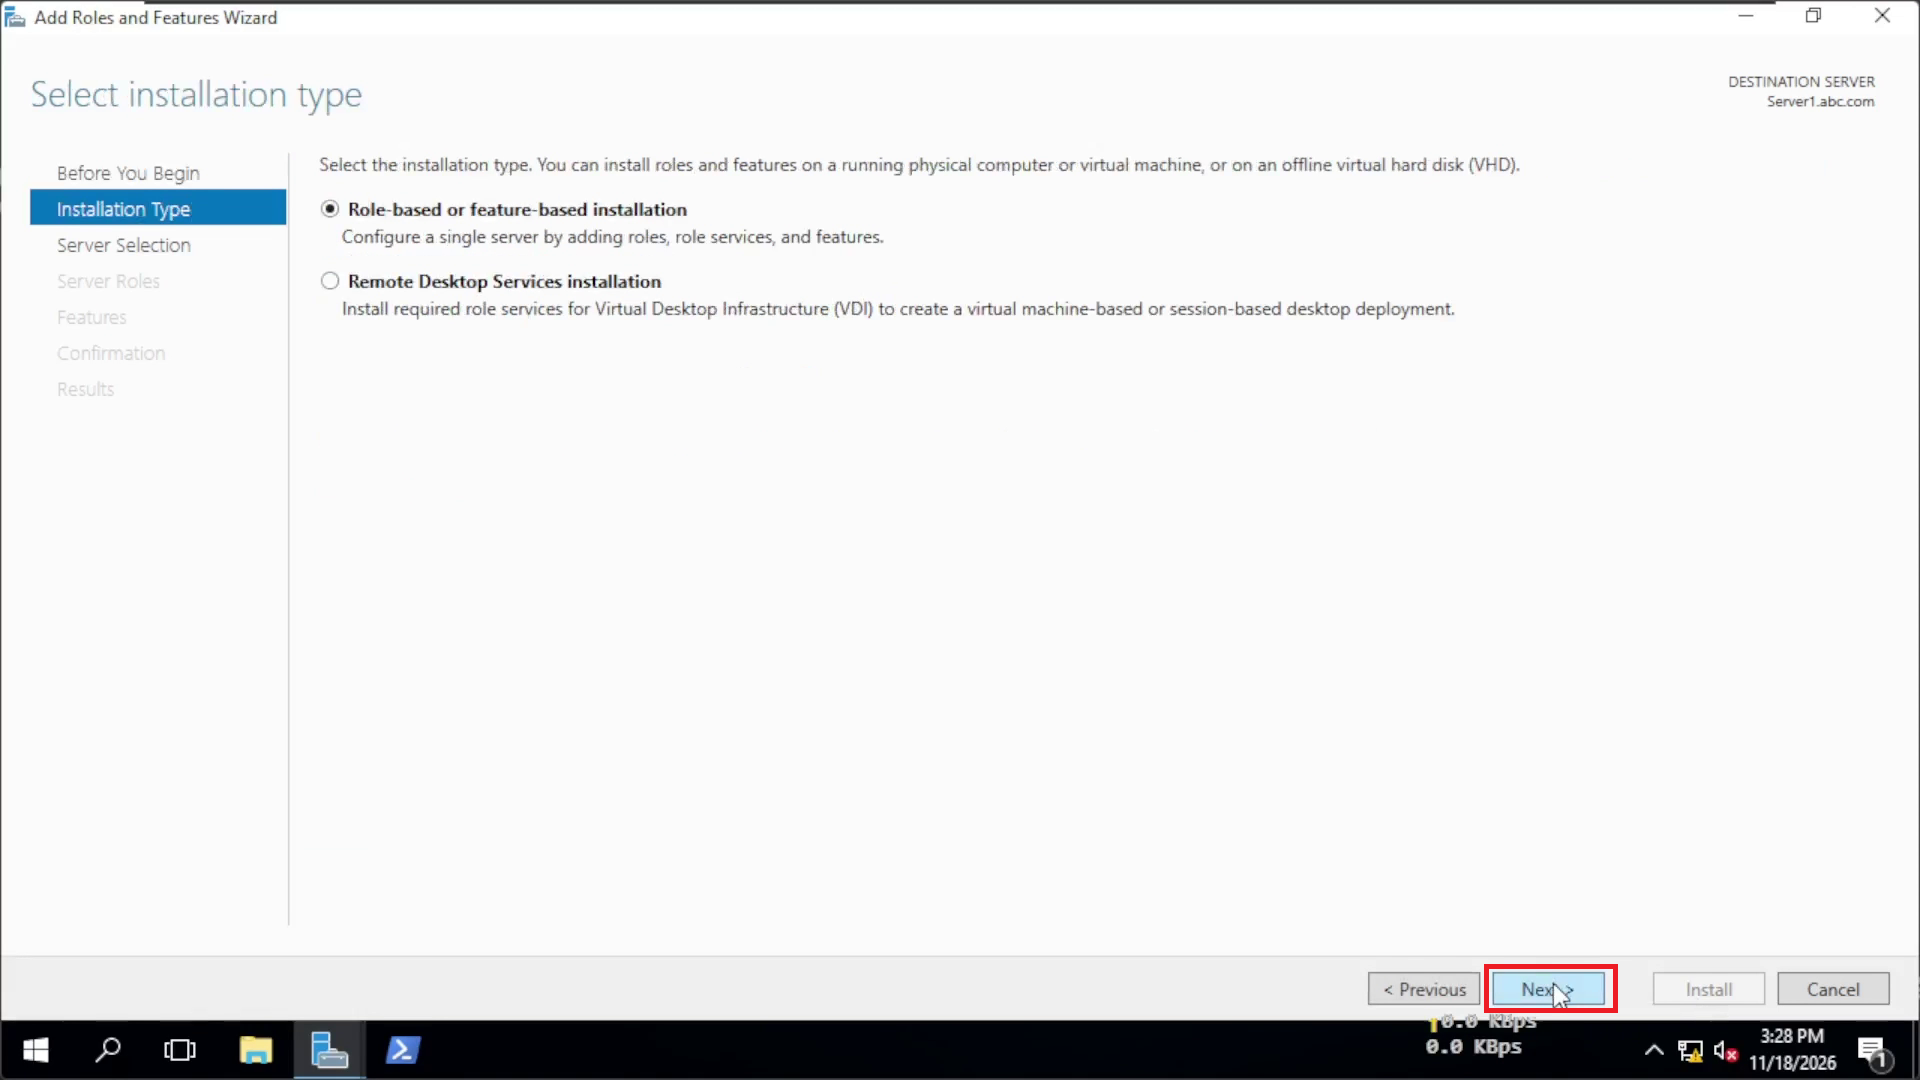 Add Roles and Features Wizard
Select installation type
DESTINATION SERVER
Server1.abc.com
Before You Begin
Installation Type
Server Selection
Server Roles
Features
Confirmation
Results
Select the installation type. You can install roles and features on a running physical computer or virtual machine, or on an offline virtual hard disk (VHD).
Role-based or feature-based installation
Configure a single server by adding roles, role services, and features.
Remote Desktop Services installation
Install required role services for Virtual Desktop Infrastructure (VDI) to create a virtual machine-based or session-based desktop deployment.
< Previous
Next >
Install
Cancel
0.0 KBps
0.0 KBps
3:28 PM
11/18/2026
1